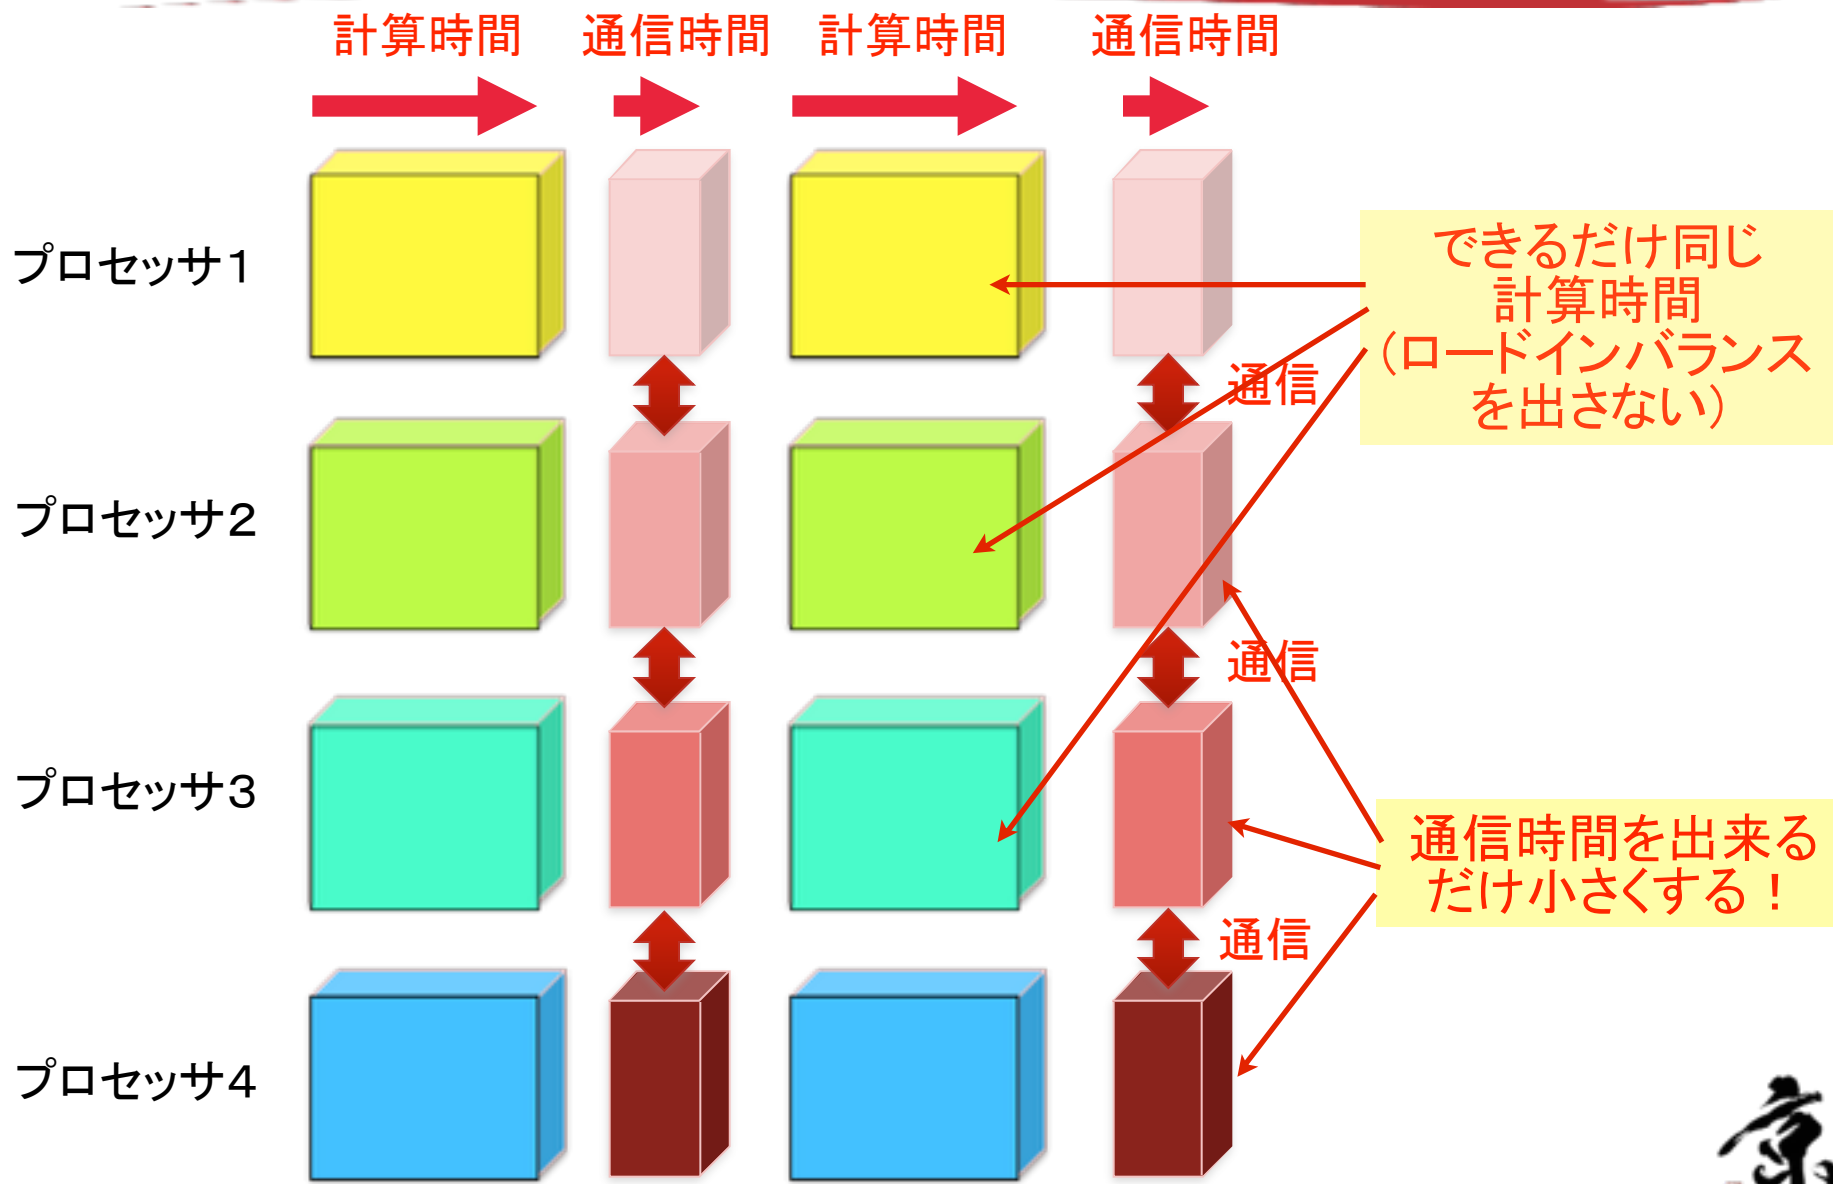 計算時間
通信時間
計算時間
通信時間
プロセッサ１
できるだけ同じ
計算時間
（ロードインバランス
を出さない）
通信
プロセッサ２
通信
プロセッサ３
通信時間を出来る
だけ小さくする！
通信
プロセッサ４
京